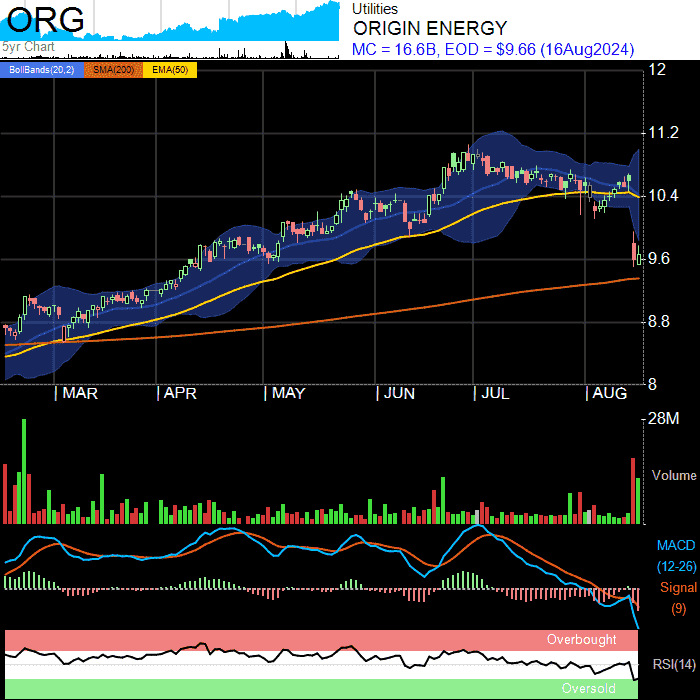 ORG
5yr Chart
Utilities
ORIGIN ENERGY
MC = 16.6B, EOD = $9.66 (16Aug2024)
BollBands(20,2) SMA(200) EMA(50)
12
11.2
10.4
9.6
8.8
8
MAR APR MAY JUN JUL AUG
28M
Volume
MACD
(12-26)
Signal
(9)
Overbought
RSI(14)
Oversold